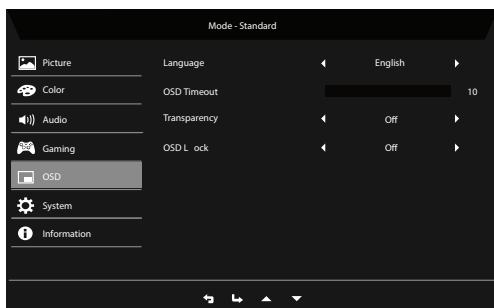 Mode - Standard
Picture
Language English
Color
OSD Timeout 10
Audio
Transparency Off
Gaming
OSD L ock Off
OSD
System
Information